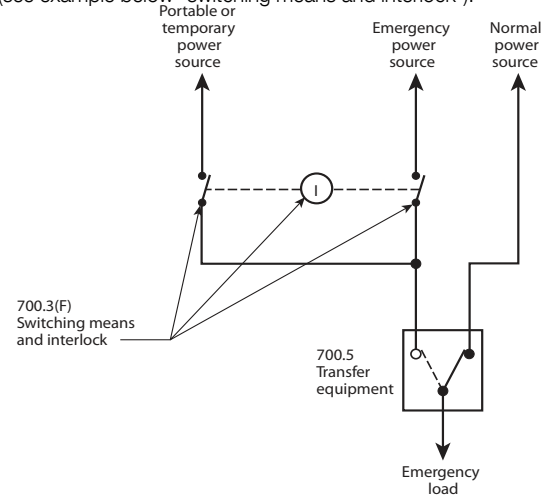 (see example below "switching means and interlock").
Portable or
temporary
power
source
Emergency
power
source
Normal
power
source
I
700.3(F)
Switching means
and interlock
700.5
Transfer
equipment
Emergency
load